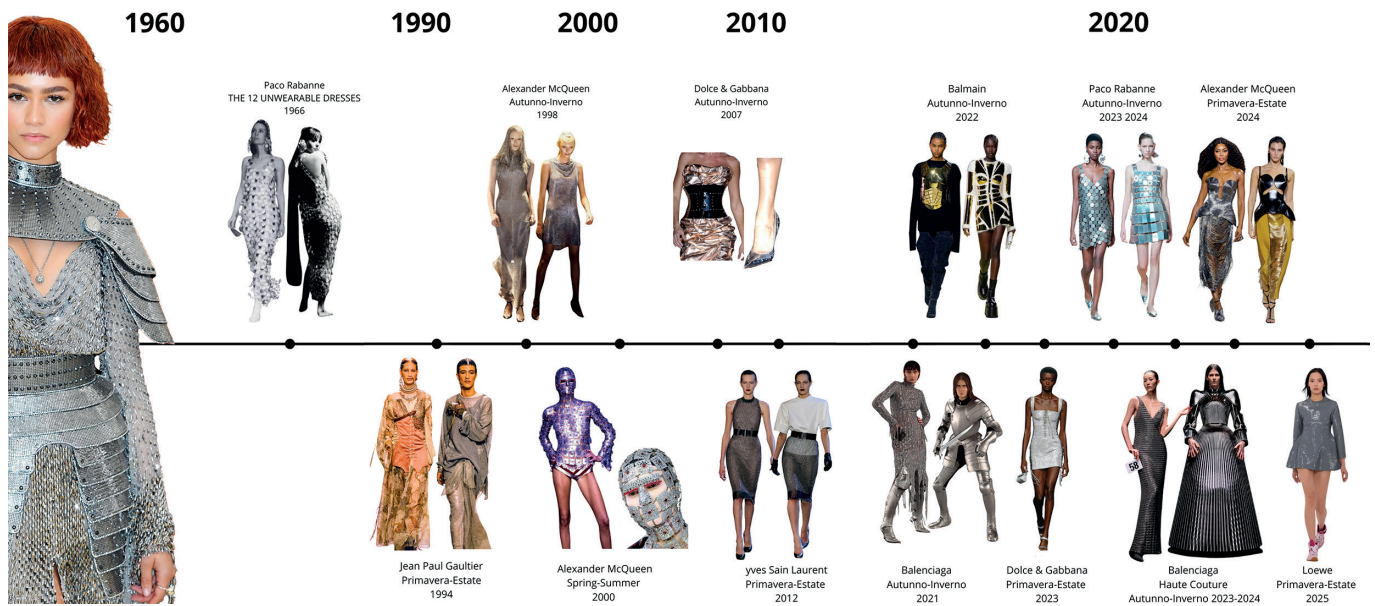 1960
1990
2000
2010
2020
Paco Rabanne
THE 12 UNWEARABLE DRESSES
1966
Alexander McQueen
Autunno-Inverno
1998
Dolce & Gabbana
Autunno-Inverno
2007
Balmain
Autunno-Inverno
2022
Paco Rabanne
Autunno-Inverno
2023 2024
Alexander McQueen
Primavera-Estate
2024
58
Jean Paul Gaultier
Primavera-Estate
1994
Alexander McQueen
Spring-Summer
2000
yves Sain Laurent
Primavera-Estate
2012
Balenciaga
Autunno-Inverno
2021
Dolce & Gabbana
Primavera-Estate
2023
Balenciaga
Haute Couture
Autunno-Inverno 2023-2024
Loewe
Primavera-Estate
2025